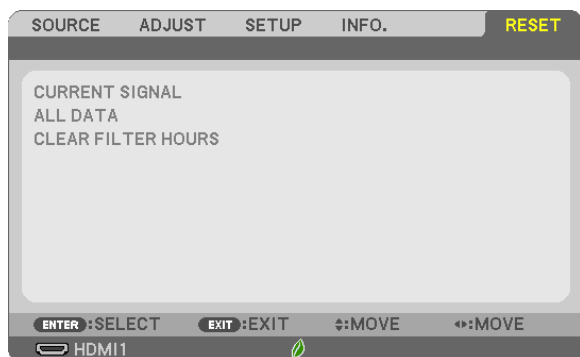 SOURCE ADJUST SETUP INFO. RESET
CURRENT SIGNAL
ALL DATA
CLEAR FILTER HOURS
ENTER :SELECT EXIT :EXIT :MOVE :MOVE
HDMI1